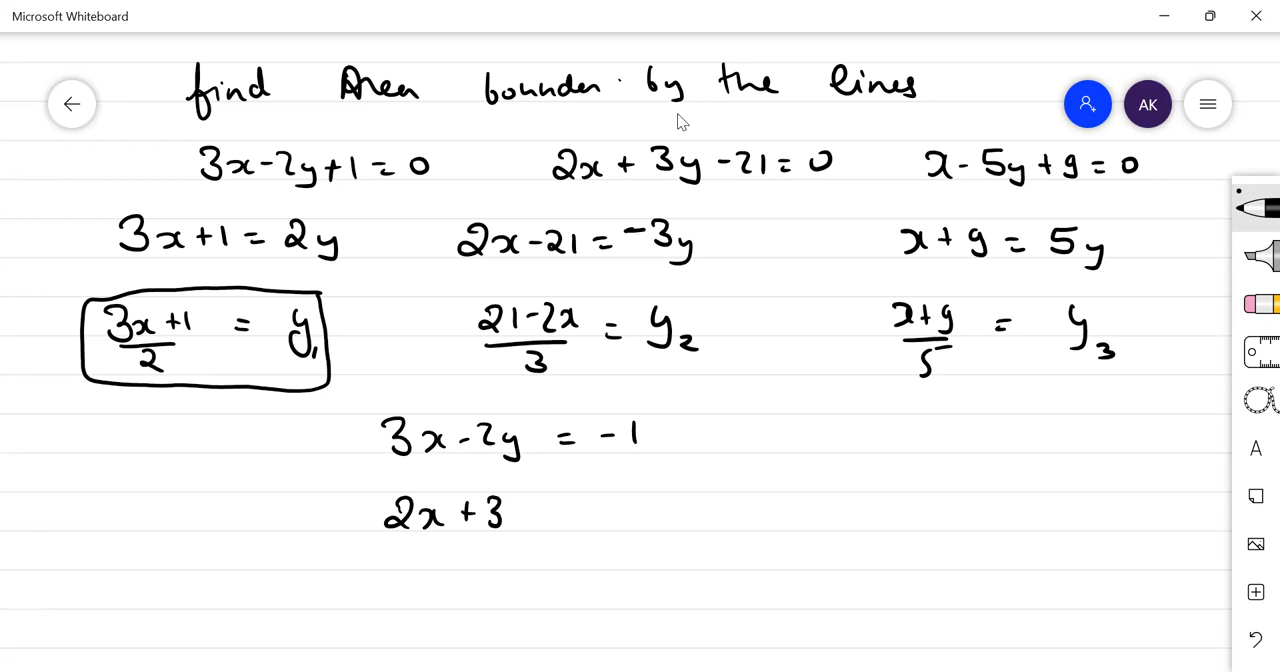 Microsoft Whiteboard
find Area bounder by the lines
3x-2y+1=0 2x+3y-21=0 x-5y+9=0
3x+1=2y 2x-21=-3y x+9=5y
(3x+1)/2 = y₁ (21-2x)/3 = y₂ (x+9)/5 = y₃
3x-2y = -1
2x+3
AK
A